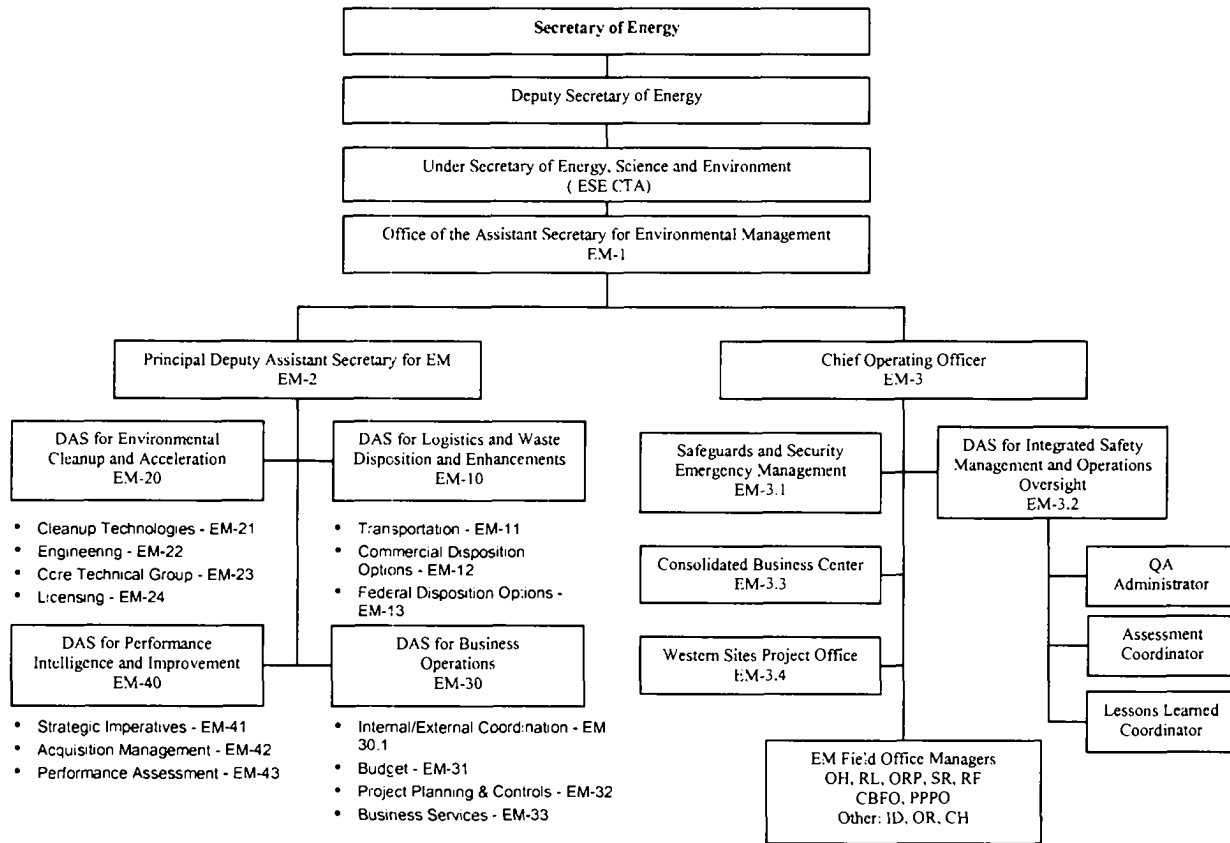 Secretary of Energy
Deputy Secretary of Energy
Under Secretary of Energy, Science and Environment
( ESE CTA)
Office of the Assistant Secretary for Environmental Management
EM-1
Principal Deputy Assistant Secretary for EM
EM-2
Chief Operating Officer
EM-3
DAS for Environmental
Cleanup and Acceleration
EM-20
• Cleanup Technologies - EM-21
• Engineering - EM-22
• Core Technical Group - EM-23
• Licensing - EM-24
DAS for Logistics and Waste
Disposition and Enhancements
EM-10
• Transportation - EM-11
• Commercial Disposition
Options - EM-12
• Federal Disposition Options -
EM-13
DAS for Performance
Intelligence and Improvement
EM-40
• Strategic Imperatives - EM-41
• Acquisition Management - EM-42
• Performance Assessment - EM-43
DAS for Business
Operations
EM-30
• Internal/External Coordination - EM
30.1
• Budget - EM-31
• Project Planning & Controls - EM-32
• Business Services - EM-33
Safeguards and Security
Emergency Management
EM-3.1
DAS for Integrated Safety
Management and Operations
Oversight
EM-3.2
Consolidated Business Center
EM-3.3
Western Sites Project Office
EM-3.4
QA
Administrator
Assessment
Coordinator
Lessons Learned
Coordinator
EM Field Office Managers
OH, RL, ORP, SR, RF
CBFO, PPPO
Other: ID, OR, CH